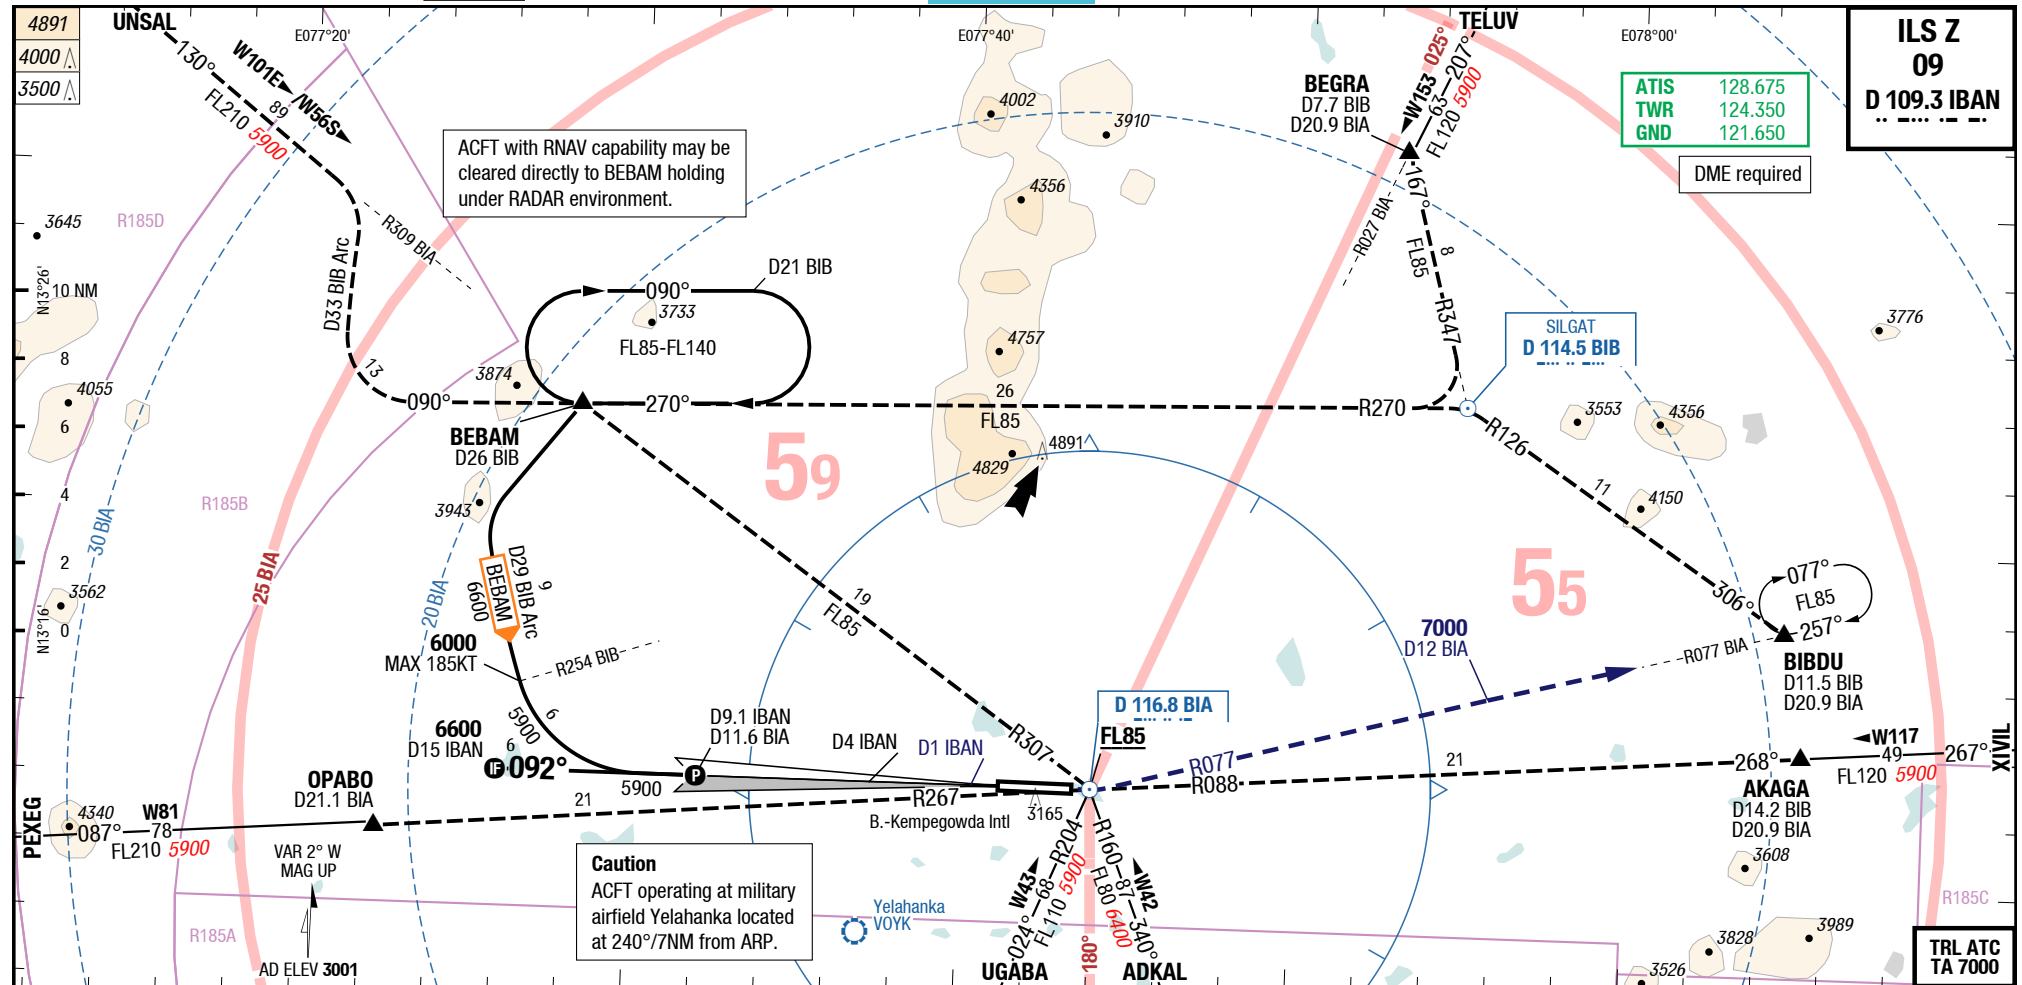 4891
4000
3500
UNSAL
E077°20'
E077°40'
E078°00'
TELUV
ILS Z
09
D 109.3 IBAN
ATIS 128.675
TWR 124.350
GND 121.650
DME required
130°
W101E
/W56S
89
FL210 5900
ACFT with RNAV capability may be
cleared directly to BEBAM holding
under RADAR environment.
4002
3910
4356
BEGRA
D7.7 BIB
D20.9 BIA
W153
025°
207°
63
FL120 5900
R027 BIA
167°
8
FL85
R347
3645
R185D
R309 BIA
D33 BIB Arc
13
N13°26'
10 NM
8
6
4
2
0
N13°16'
D21 BIB
090°
3733
FL85-FL140
3874
090°
270°
BEBAM
D26 BIB
4757
26
FL85
R270
SILGAT
D 114.5 BIB
3776
3553
4356
R126
11
4150
306°
4055
3943
4829
4891
59
55
R185B
30 BIA
25 BIA
20 BIA
3562
D29 BIB Arc
9
BEBAM
6600
6000
MAX 185KT
R254 BIB
6
5900
19
FL85
R307
077°
FL85
257°
R077 BIA
BIBDU
D11.5 BIB
D20.9 BIA
7000
D12 BIA
D 116.8 BIA
FL85
R077
R088
21
268°
W117
49
267°
FL120 5900
XIVIL
AKAGA
D14.2 BIB
D20.9 BIA
6600
D15 IBAN
6
IF
092°
5900
P
D9.1 IBAN
D11.6 BIA
D4 IBAN
D1 IBAN
OPABO
D21.1 BIA
21
R267
3165
B.-Kempegowda Intl
PEXEG
4340
087°
W81
78
FL210 5900
VAR 2° W
MAG UP
R185A
AD ELEV 3001
Caution
ACFT operating at military
airfield Yelahanka located
at 240°/7NM from ARP.
Yelahanka
VOYK
R204
68
024°
W43
FL110 5900
UGABA
180°
R160
87
340°
W42
FL80 6400
ADKAL
3608
R185C
3989
3828
3526
TRL ATC
TA 7000